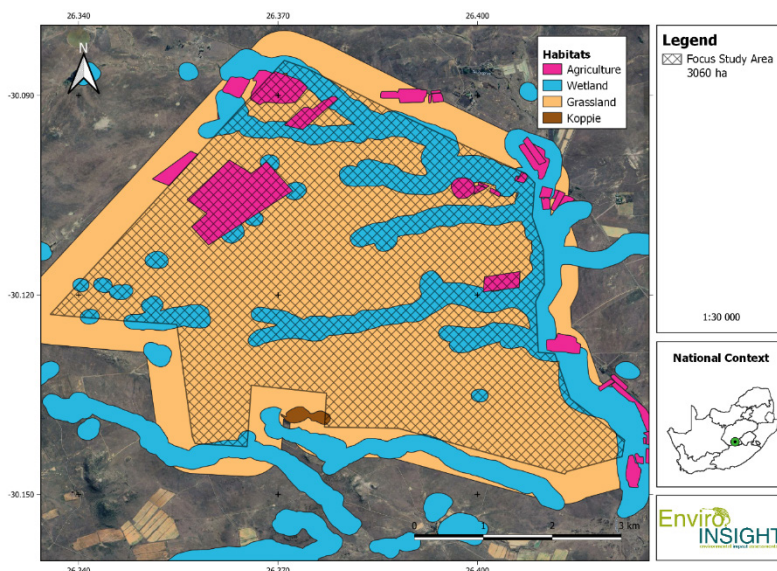 26.340 26.370 26.400
N
Habitats
Agriculture
Wetland
Grassland
Koppie
-30.090
-30.120
-30.150
0 1 2 3 km
26.340 26.370 26.400
Legend
Focus Study Area
3060 ha
1:30 000
National Context
Enviro
INSIGHT